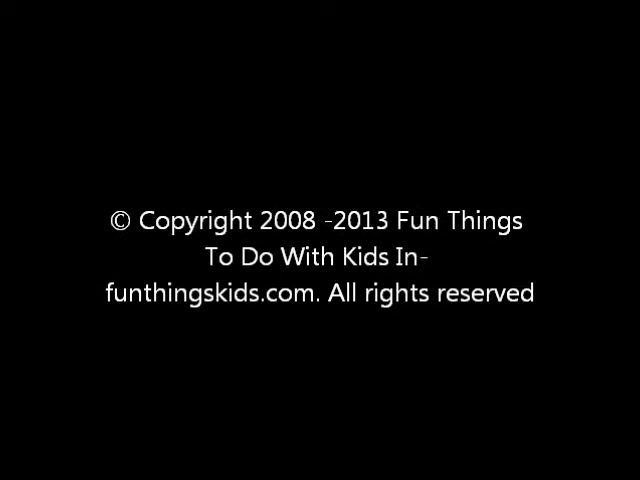 © Copyright 2008 -2013 Fun Things
To Do With Kids In-
funthingskids.com. All rights reserved